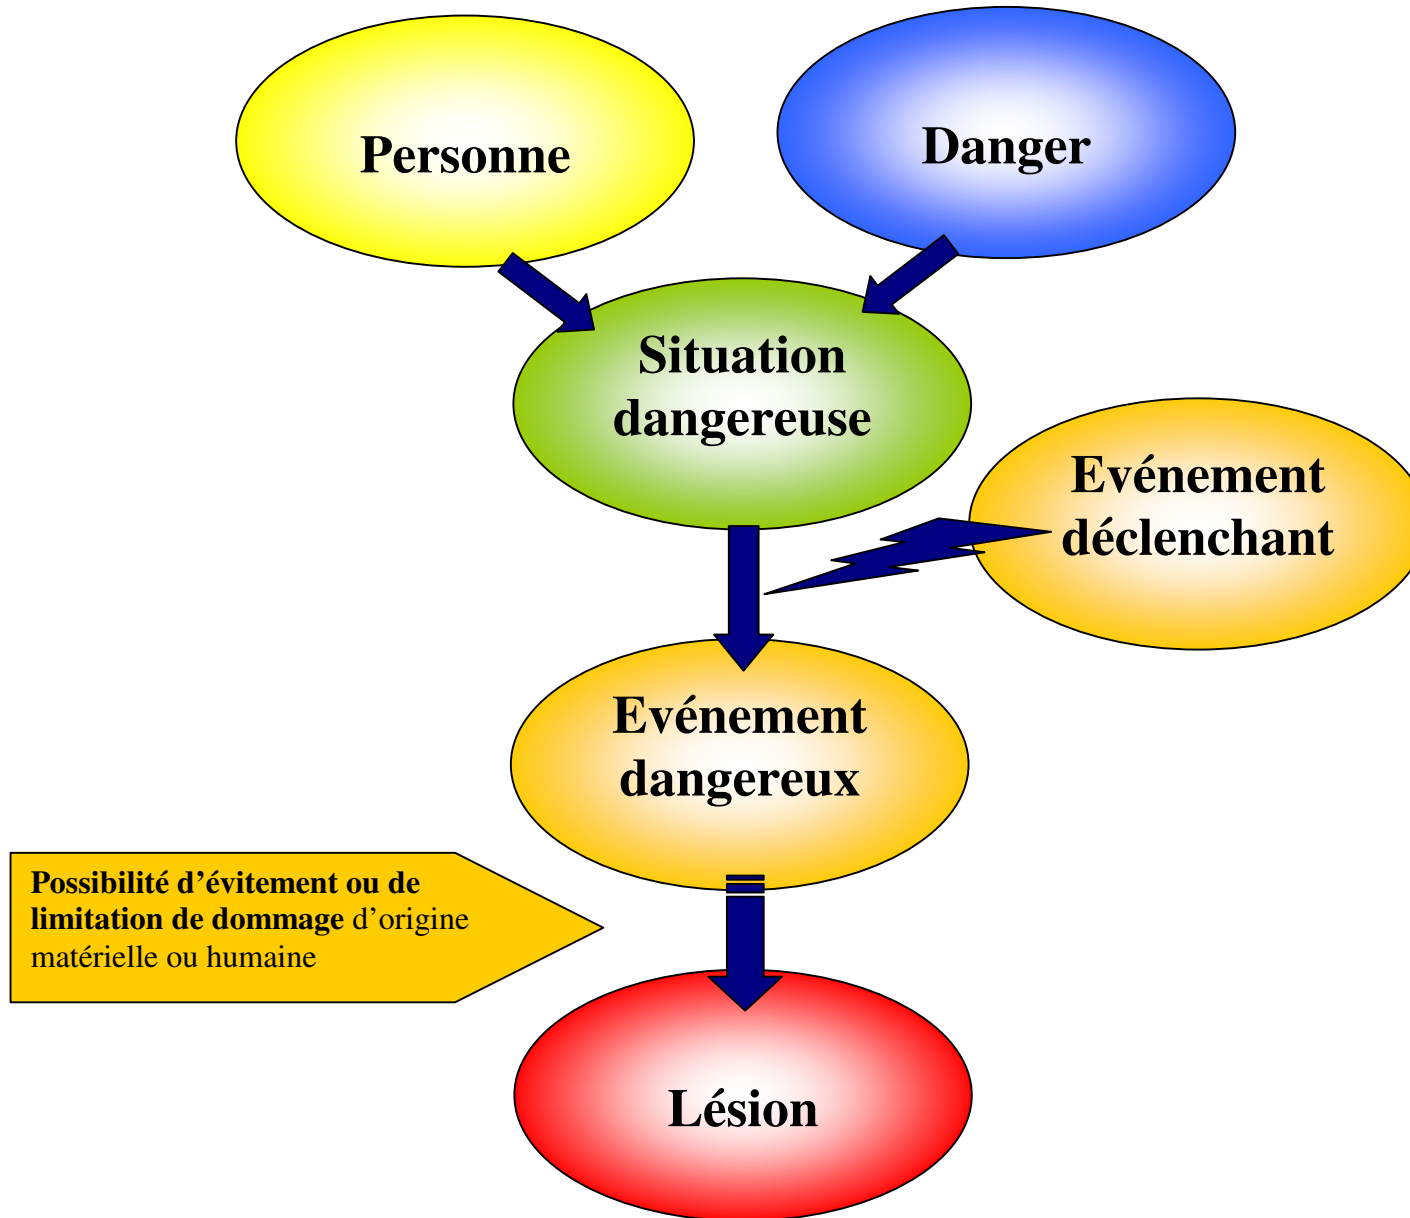 Personne
Danger
Situation
dangereuse
Evénement
déclenchant
Evénement
dangereux
Possibilité d’évitement ou de
limitation de dommage d’origine
matérielle ou humaine
Lésion